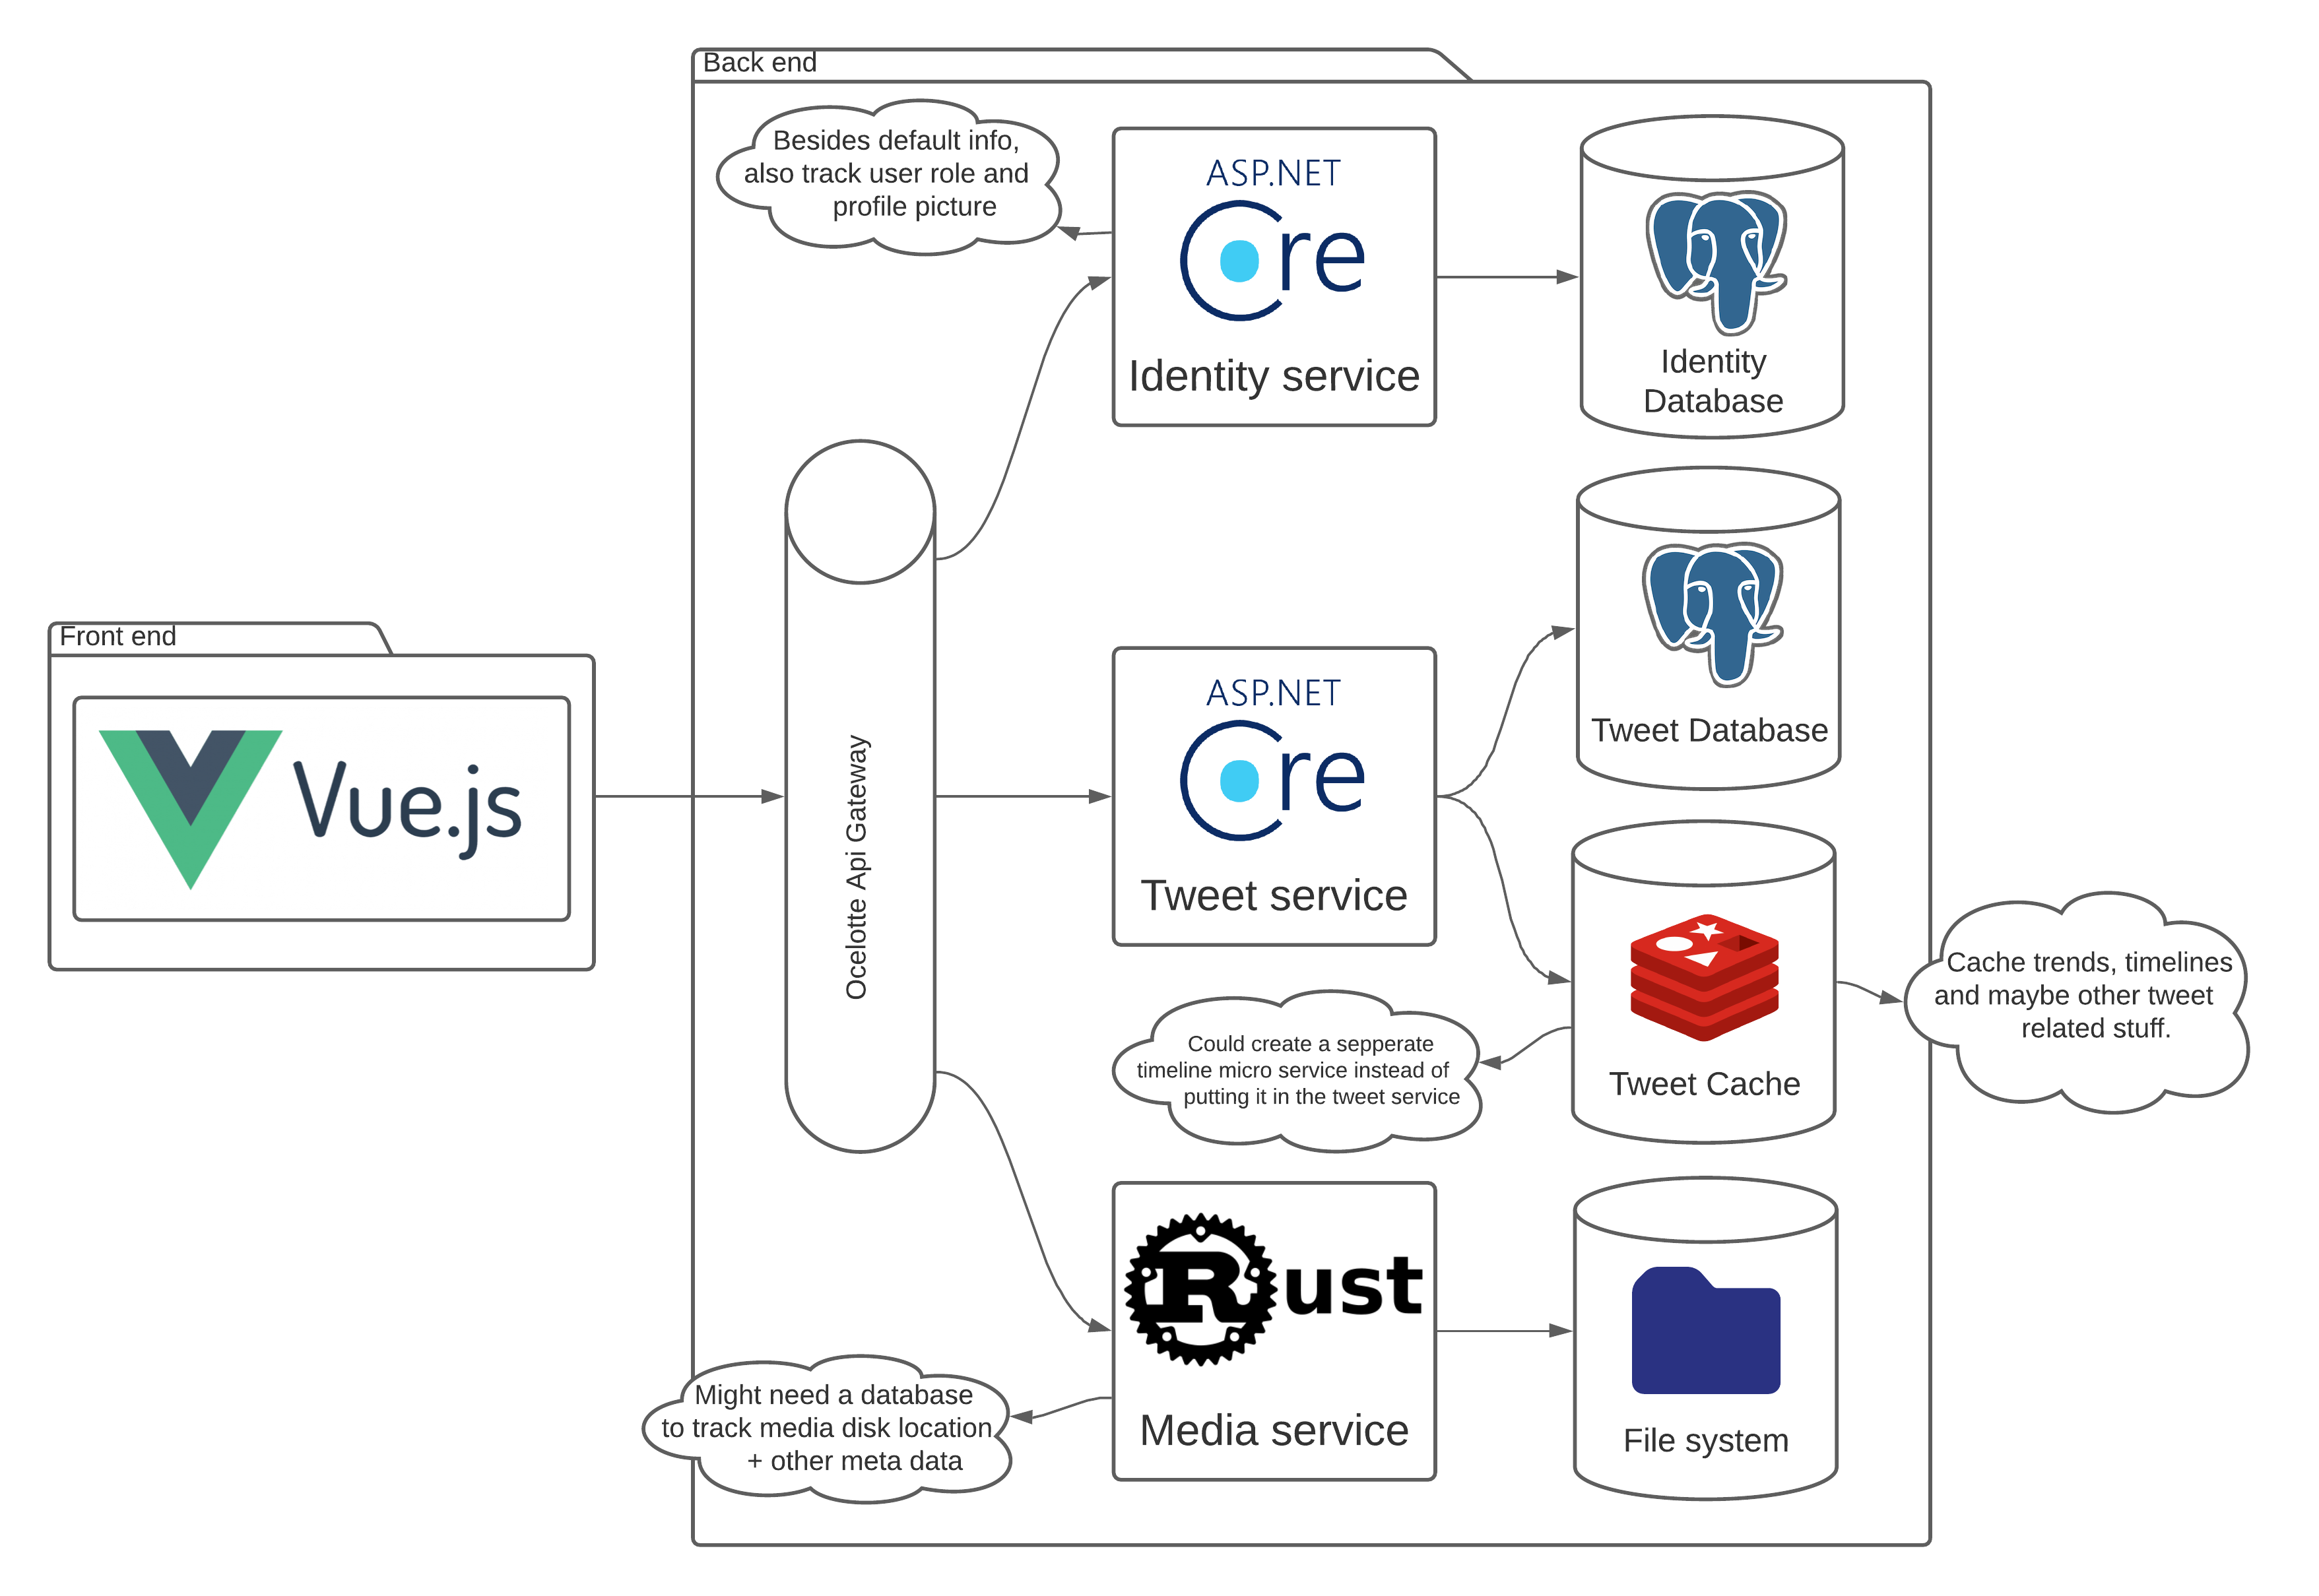 Back end
Besides default info,
also track user role and
profile picture
ASP.NET
Core
Identity service
Identity
Database
Front end
Vue.js
Ocelotte Api Gateway
ASP.NET
Core
Tweet service
Tweet Database
Tweet Cache
Cache trends, timelines
and maybe other tweet
related stuff.
Could create a sepperate
timeline micro service instead of
putting it in the tweet service
Rust
Media service
File system
Might need a database
to track media disk location
+ other meta data